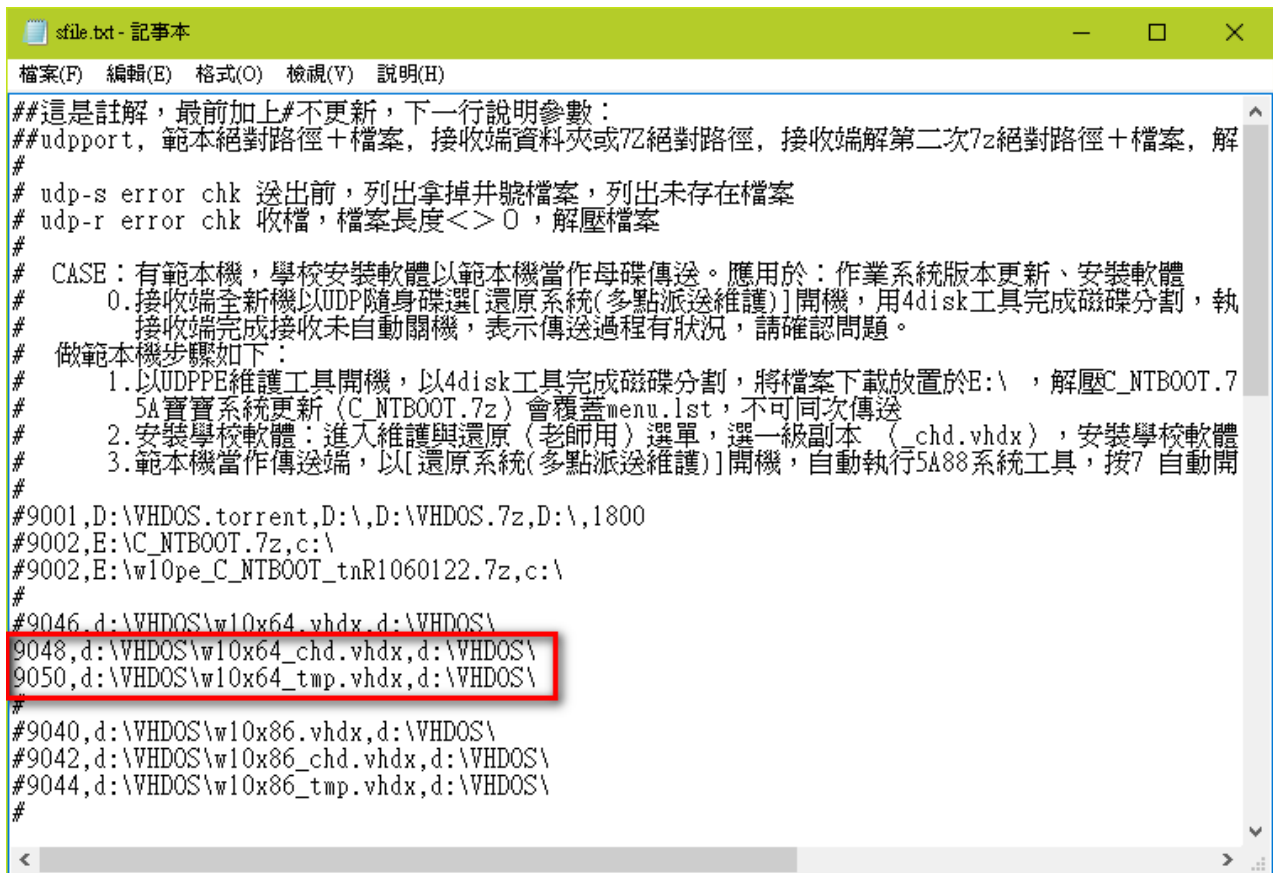 sfile.txt - 記事本
檔案(F) 編輯(E) 格式(O) 檢視(V) 說明(H)
##這是註解，最前加上#不更新，下一行說明參數：
##udpport, 範本絕對路徑＋檔案, 接收端資料夾或7Z絕對路徑, 接收端解第二次7z絕對路徑＋檔案, 解
#
# udp-s error chk 送出前，列出拿掉井號檔案，列出未存在檔案
# udp-r error chk 收檔，檔案長度＜＞０，解壓檔案
#
#  CASE：有範本機，學校安裝軟體以範本機當作母碟傳送。應用於：作業系統版本更新、安裝軟體
#      0.接收端全新機以UDP隨身碟選[還原系統(多點派送維護)]開機，用4disk工具完成磁碟分割，執
#        接收端完成接收未自動關機，表示傳送過程有狀況，請確認問題。
#  做範本機步驟如下：
#      1.以UDPPE維護工具開機，以4disk工具完成磁碟分割，將檔案下載放置於E:\ ，解壓C_NTBOOT.7
#        5A寶寶系統更新（C_NTBOOT.7z）會覆蓋menu.lst，不可同次傳送
#      2.安裝學校軟體：進入維護與還原（老師用）選單，選一級副本 （_chd.vhdx），安裝學校軟體
#      3.範本機當作傳送端，以[還原系統(多點派送維護)]開機，自動執行5A88系統工具，按7 自動開
#
#9001,D:\VHDOS.torrent,D:\,D:\VHDOS.7z,D:\,1800
#9002,E:\C_NTBOOT.7z,c:\
#9002,E:\w10pe_C_NTBOOT_tnR1060122.7z,c:\
#
#9046,d:\VHDOS\w10x64.vhdx,d:\VHDOS\
9048,d:\VHDOS\w10x64_chd.vhdx,d:\VHDOS\
9050,d:\VHDOS\w10x64_tmp.vhdx,d:\VHDOS\
#
#9040,d:\VHDOS\w10x86.vhdx,d:\VHDOS\
#9042,d:\VHDOS\w10x86_chd.vhdx,d:\VHDOS\
#9044,d:\VHDOS\w10x86_tmp.vhdx,d:\VHDOS\
#